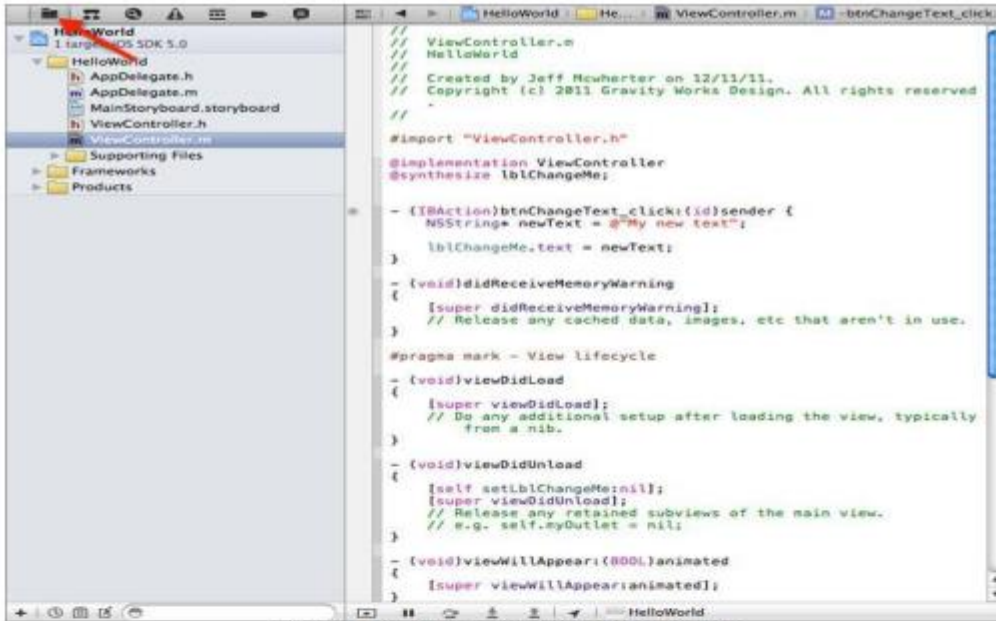 HelloWorld
1 target, iOS SDK 5.0
HelloWorld
AppDelegate.h
AppDelegate.m
MainStoryboard.storyboard
ViewController.h
ViewController.m
Supporting Files
Frameworks
Products
HelloWorld
He...
ViewController.m
-btnChangeText_click:
//
// ViewController.m
// HelloWorld
//
// Created by Jeff Mcwherter on 12/11/11.
// Copyright (c) 2011 Gravity Works Design. All rights reserved
.
//
#import "ViewController.h"
@implementation ViewController
@synthesize lblChangeMe;
- (IBAction)btnChangeText_click:(id)sender {
NSString* newText = @"My new text";
lblChangeMe.text = newText;
}
- (void)didReceiveMemoryWarning
{
[super didReceiveMemoryWarning];
// Release any cached data, images, etc that aren't in use.
}
#pragma mark - View lifecycle
- (void)viewDidLoad
{
[super viewDidLoad];
// Do any additional setup after loading the view, typically
from a nib.
}
- (void)viewDidUnload
{
[self setLblChangeMe:nil];
[super viewDidUnload];
// Release any retained subviews of the main view.
// e.g. self.myOutlet = nil;
}
- (void)viewWillAppear:(BOOL)animated
{
[super viewWillAppear:animated];
}
HelloWorld